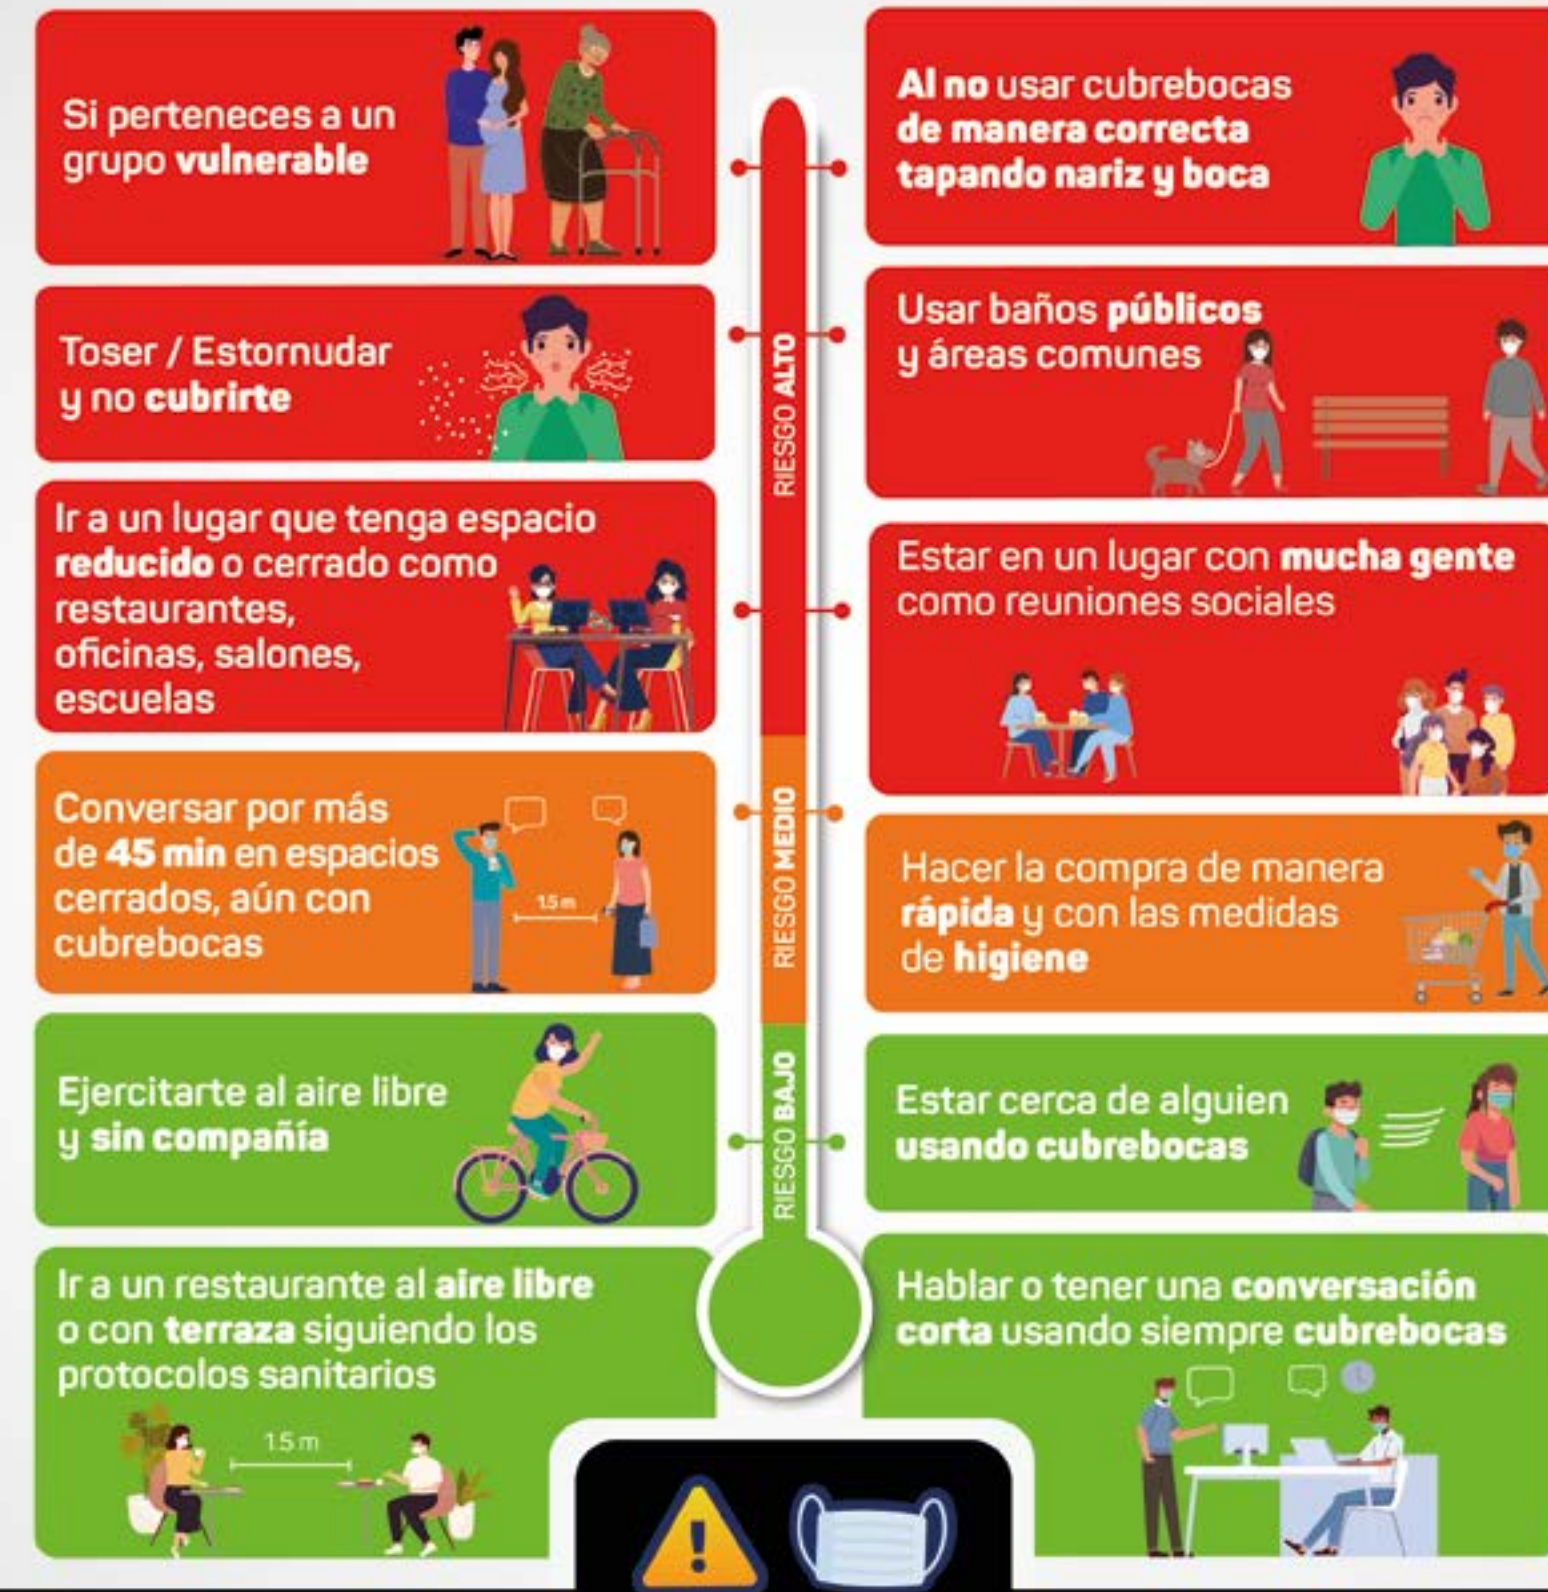 Si perteneces a un
grupo vulnerable
Al no usar cubrebocas
de manera correcta
tapando nariz y boca
Toser / Estornudar
y no cubrirte
Usar baños públicos
y áreas comunes
RIESGO ALTO
Ir a un lugar que tenga espacio
reducido o cerrado como
restaurantes,
oficinas, salones,
escuelas
Estar en un lugar con mucha gente
como reuniones sociales
Conversar por más
de 45 min en espacios
cerrados, aún con
cubrebocas
1.5 m
RIESGO MEDIO
Hacer la compra de manera
rápida y con las medidas
de higiene
Ejercitarte al aire libre
y sin compañía
RIESGO BAJO
Estar cerca de alguien
usando cubrebocas
Ir a un restaurante al aire libre
o con terraza siguiendo los
protocolos sanitarios
1.5 m
Hablar o tener una conversación
corta usando siempre cubrebocas